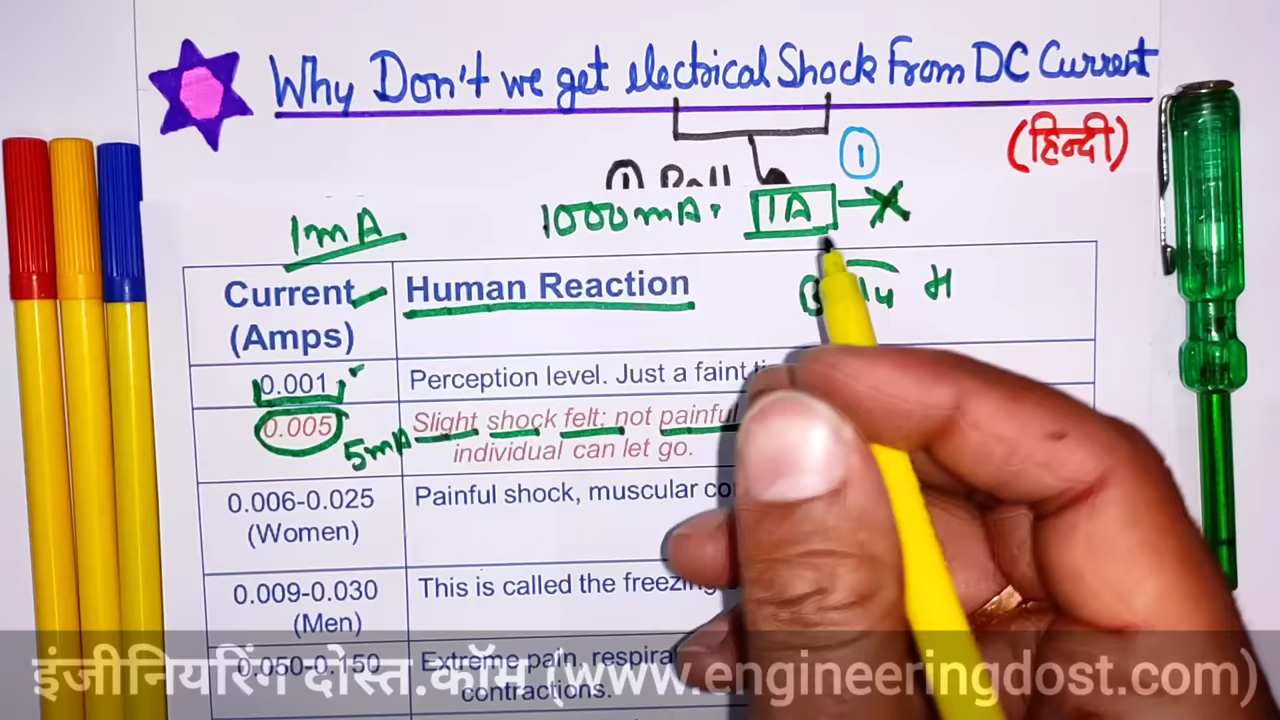 Why Don't we get electrical Shock From DC Current
(हिन्दी)
①
1mA
1000mA. 1A
Current Human Reaction
(Amps)
0.001 Perception level. Just a faint
0.005 Slight shock felt; not painful
5mA
individual can let go.
0.006-0.025 Painful shock, muscular
(Women)
0.009-0.030 This is called the freezing
(Men)
0.050-0.150 Extreme pain,
contractions.
इंजीनियरिंग दोस्त.कॉम (www.engineeringdost.com)